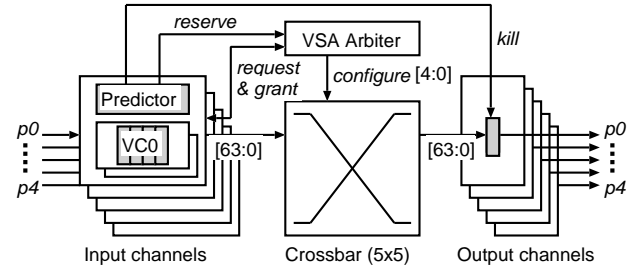 reserve
VSA Arbiter
kill
request
& grant
configure [4:0]
Predictor
p0
VC0
[63:0]
[63:0]
p0
p4
p4
Input channels
Crossbar (5x5)
Output channels